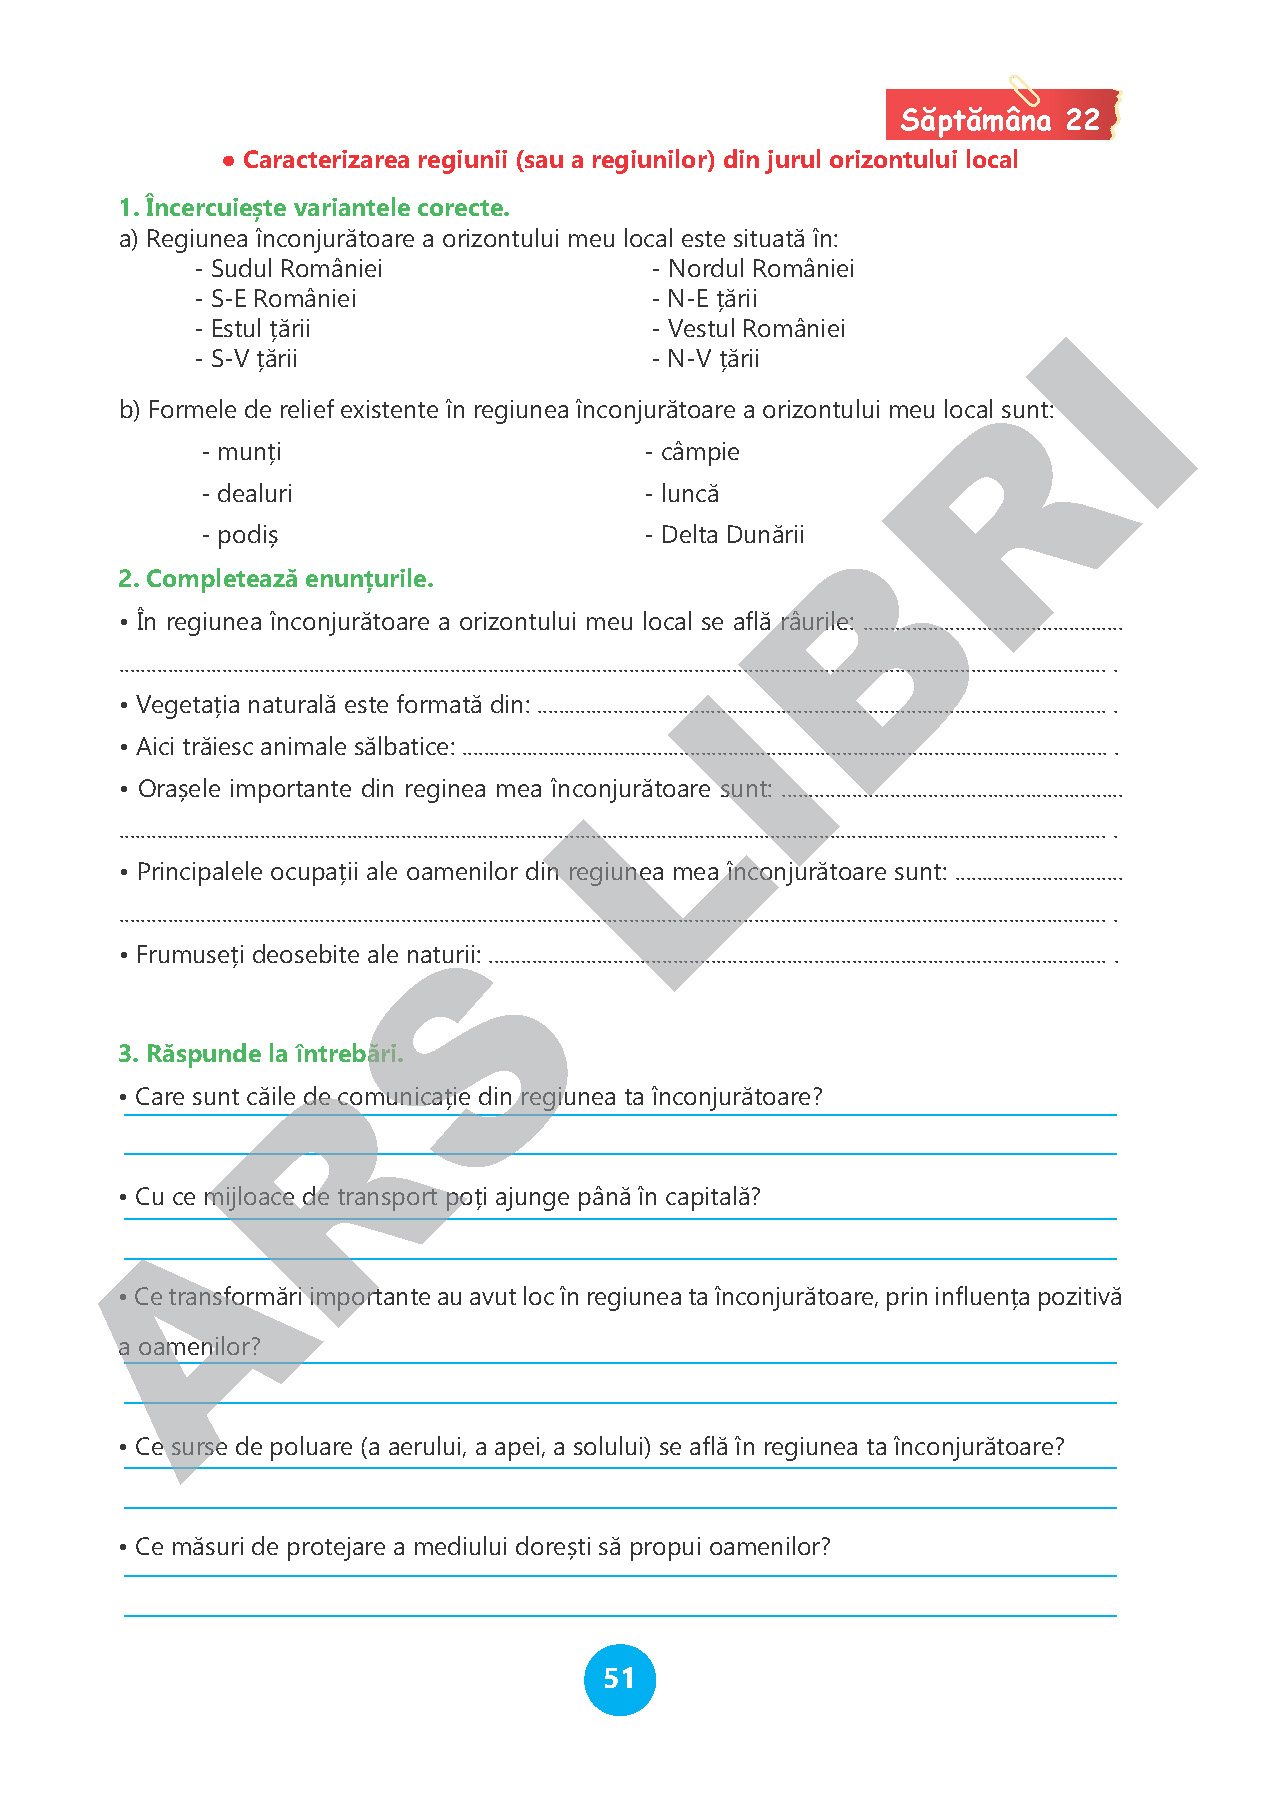 Săptămâna 22
● Caracterizarea regiunii (sau a regiunilor) din jurul orizontului local
1. Încercuiește variantele corecte.
a) Regiunea înconjurătoare a orizontului meu local este situată în:
- Sudul României - Nordul României
- S-E României - N-E țării
- Estul țării - Vestul României
- S-V țării - N-V țării
b) Formele de relief existente în regiunea înconjurătoare a orizontului meu local sunt:
- munți - câmpie
- dealuri - luncă
- podiș - Delta Dunării
2. Completează enunțurile.
• În regiunea înconjurătoare a orizontului meu local se află râurile: ................................................
.................................................................................................................................................. .
• Vegetația naturală este formată din: ......................................................................................... .
• Aici trăiesc animale sălbatice: ..................................................................................................... .
• Orașele importante din reginea mea înconjurătoare sunt: ...............................................................
.................................................................................................................................................. .
• Principalele ocupații ale oamenilor din regiunea mea înconjurătoare sunt: ...............................
.................................................................................................................................................. .
• Frumuseți deosebite ale naturii: ................................................................................................ .
3. Răspunde la întrebări.
• Care sunt căile de comunicație din regiunea ta înconjurătoare?
• Cu ce mijloace de transport poți ajunge până în capitală?
• Ce transformări importante au avut loc în regiunea ta înconjurătoare, prin influența pozitivă
a oamenilor?
• Ce surse de poluare (a aerului, a apei, a solului) se află în regiunea ta înconjurătoare?
• Ce măsuri de protejare a mediului dorești să propui oamenilor?
51
ARS LIBRI